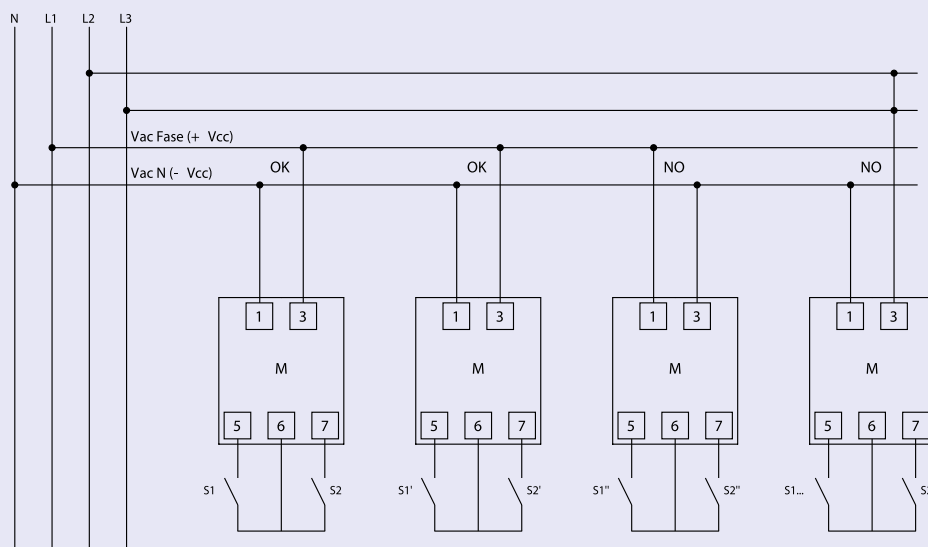 N L1 L2 L3
Vac Fase (+ Vcc)
OK OK NO NO
Vac N (- Vcc)
1 3 1 3 1 3 1 3
M M M M
5 6 7 5 6 7 5 6 7 5 6 7
S1 S2 S1' S2' S1" S2" S1...